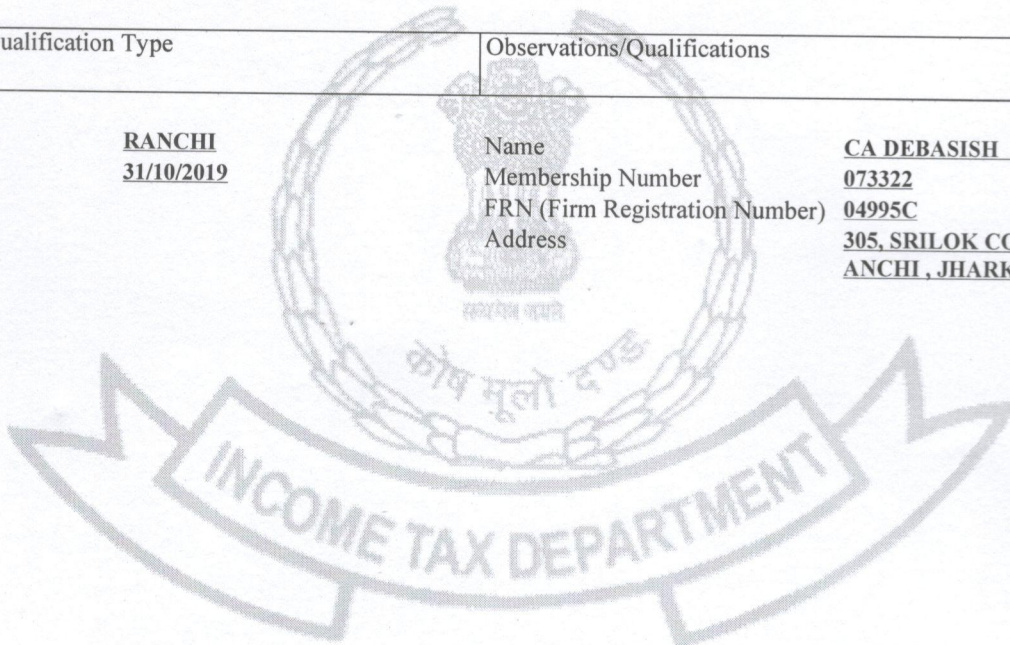 ualification Type Observations/Qualifications
RANCHI Name CA DEBASISH
31/10/2019 Membership Number 073322
FRN (Firm Registration Number) 04995C
Address 305, SRILOK CO
ANCHI , JHARK
सत्यमेव जयते
कोष मूलो दण्ड
INCOME TAX DEPARTMENT